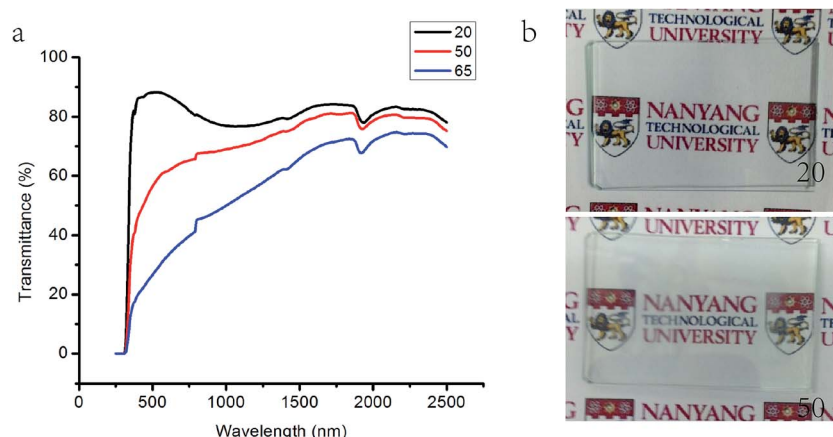 a
20
50
65
100
80
60
40
20
0
Transmittance (%)
0
500
1000
1500
2000
2500
Wavelength (nm)
b
TECHNOLOGICAL
UNIVERSITY
NANYANG
TECHNOLOGICAL
UNIVERSITY
20
UNIVERSITY
NANYANG
TECHNOLOGICAL
UNIVERSITY
NANYANG
50